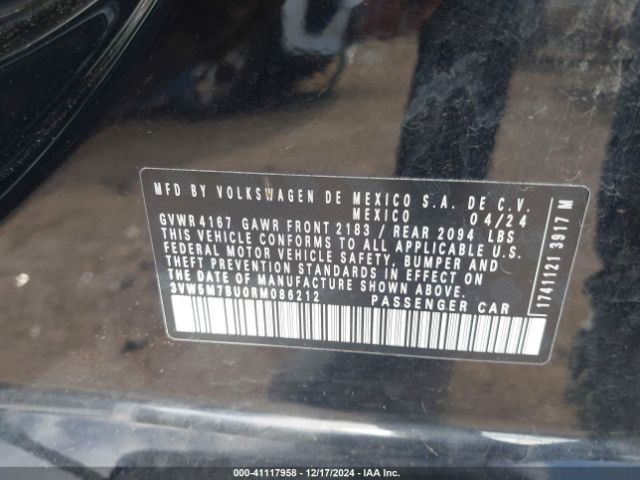 MFD BY VOLKSWAGEN DE MEXICO S.A. DE C.V.
MEXICO 04/24
GVWR 4167 GAWR FRONT 2183 / REAR 2094 LBS
THIS VEHICLE CONFORMS TO ALL APPLICABLE U.S.
FEDERAL MOTOR VEHICLE SAFETY, BUMPER AND
THEFT PREVENTION STANDARDS IN EFFECT ON
THE DATE OF MANUFACTURE SHOWN ABOVE.
3VW5M7BU0RM086212 PASSENGER CAR
17411121 3917 M
000-41117958 | 12/17/2024 | IAA Inc.